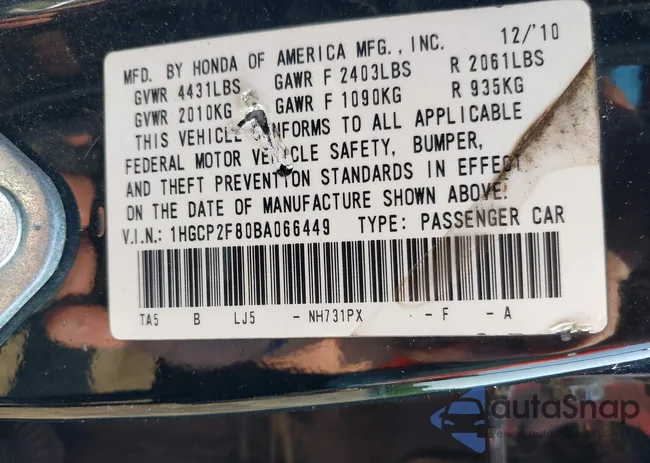 MFD. BY HONDA OF AMERICA MFG., INC. 12/'10
GVWR 4431LBS GAWR F 2403LBS R 2061LBS
GVWR 2010KG GAWR F 1090KG R 935KG
THIS VEHICLE CONFORMS TO ALL APPLICABLE
FEDERAL MOTOR VEHICLE SAFETY, BUMPER,
AND THEFT PREVENTION STANDARDS IN EFFECT
ON THE DATE OF MANUFACTURE SHOWN ABOVE.
V.I.N.: 1HGCP2F80BA066449 TYPE: PASSENGER CAR
TA5 B LJ5 - NH731PX - F - A
autaSnap